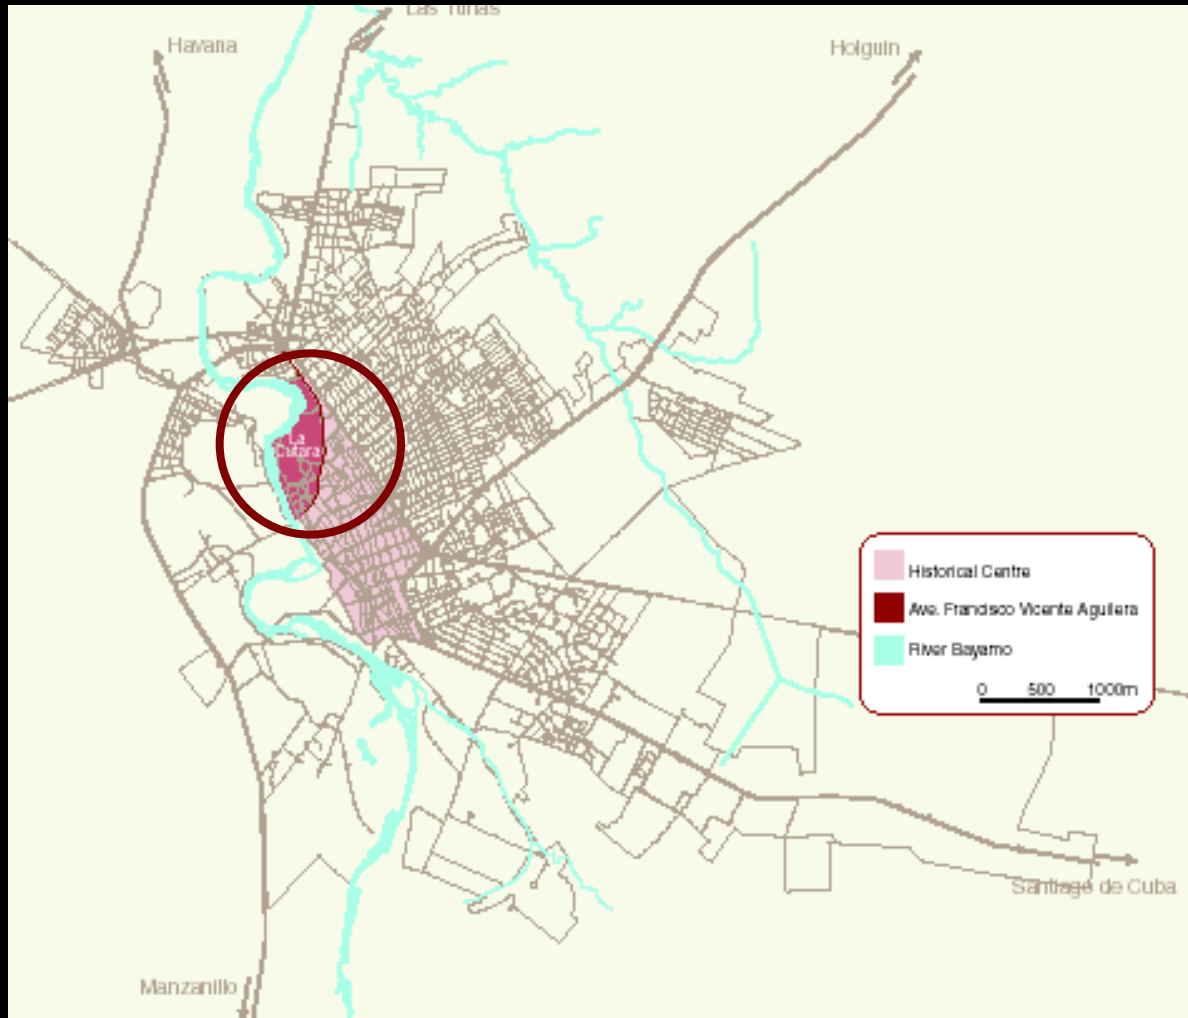 Las Tunas
Havana
Holguin
La
Cutara
Historical Centre
Ave. Francisco Vicente Aguilera
River Bayamo
0 500 1000m
Santiago de Cuba
Manzanillo